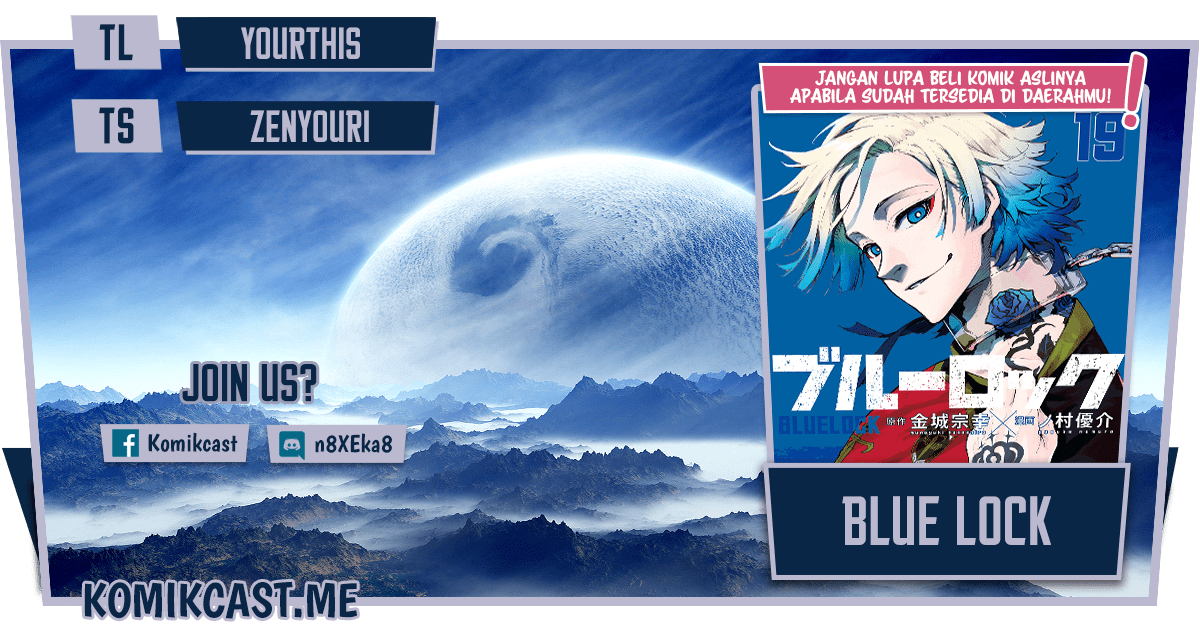 TL
YOURTHIS
TS
ZENYOURI
JANGAN LUPA BELI KOMIK ASLINYA
APABILA SUDAH TERSEDIA DI DAERAHMU!
19
ブルーロック
BLUELOCK
原作 金城宗幸 × 漫画 ノ村優介
JOIN US?
Komikcast
n8XEka8
BLUE LOCK
KOMIKCAST.ME